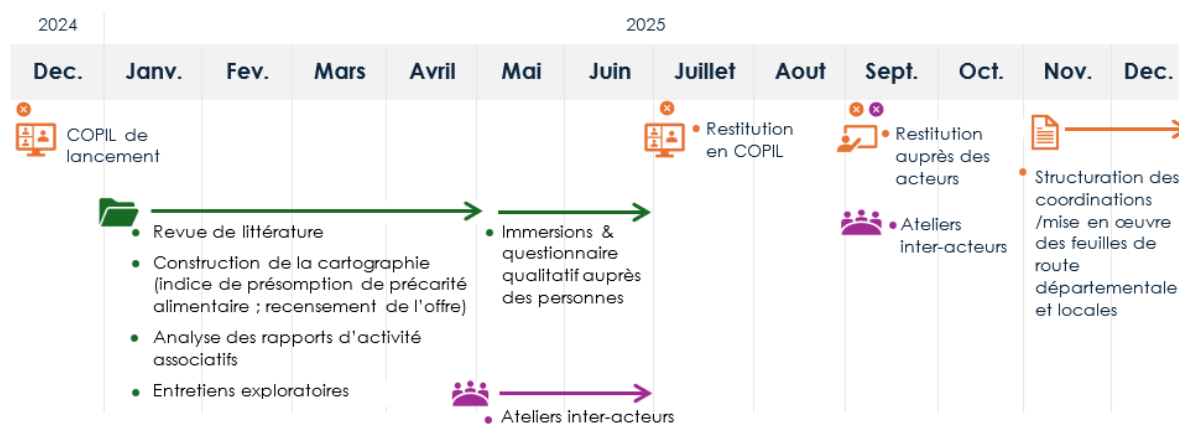 2024
2025
Dec.
Janv.
Fev.
Mars
Avril
Mai
Juin
Juillet
Aout
Sept.
Oct.
Nov.
Dec.
COPIL de
lancement
• Restitution
en COPIL
• Restitution
auprès des
acteurs
• Structuration des
coordinations
/mise en œuvre
des feuilles de
route
départementale
et locales
• Revue de littérature
• Construction de la cartographie
(indice de présomption de précarité
alimentaire ; recensement de l’offre)
• Analyse des rapports d’activité
associatifs
• Entretiens exploratoires
• Immersions &
questionnaire
qualitatif auprès
des personnes
• Ateliers
inter-acteurs
• Ateliers inter-acteurs